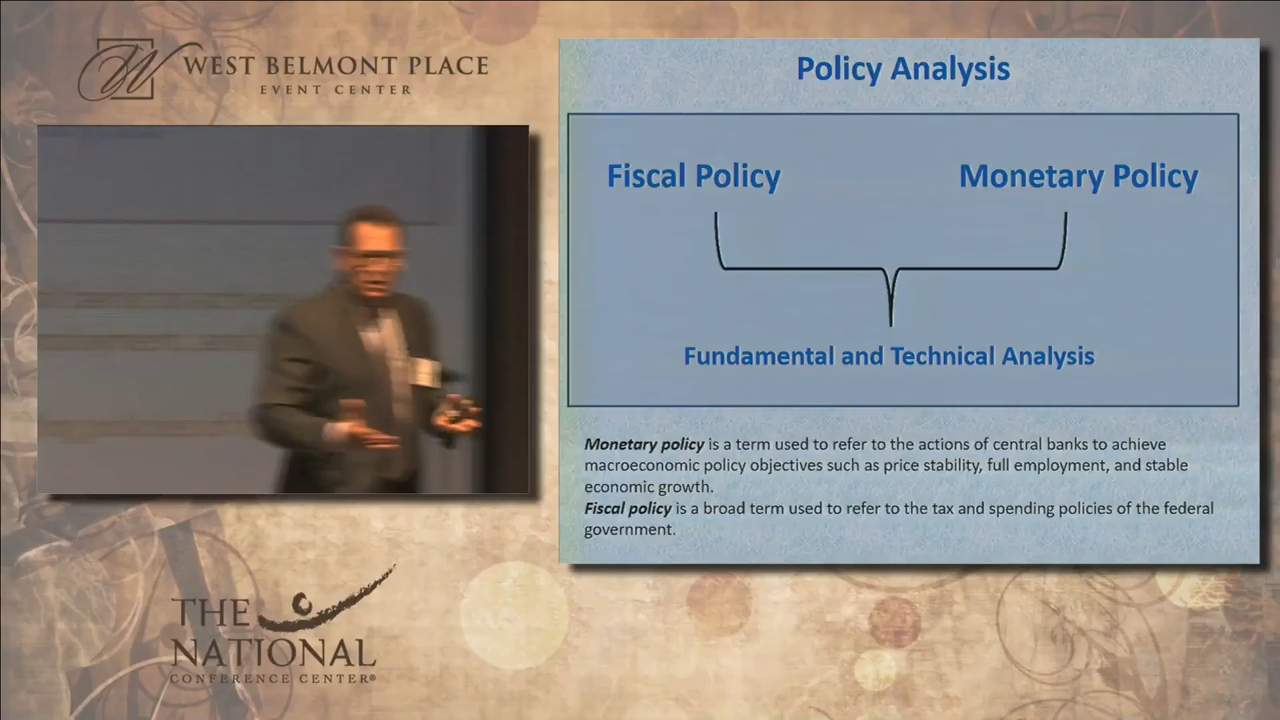 WEST BELMONT PLACE
EVENT CENTER
Policy Analysis
Fiscal Policy
Monetary Policy
Fundamental and Technical Analysis
Monetary policy is a term used to refer to the actions of central banks to achieve
macroeconomic policy objectives such as price stability, full employment, and stable
economic growth.
Fiscal policy is a broad term used to refer to the tax and spending policies of the federal
government.
THE
NATIONAL
CONFERENCE CENTER®